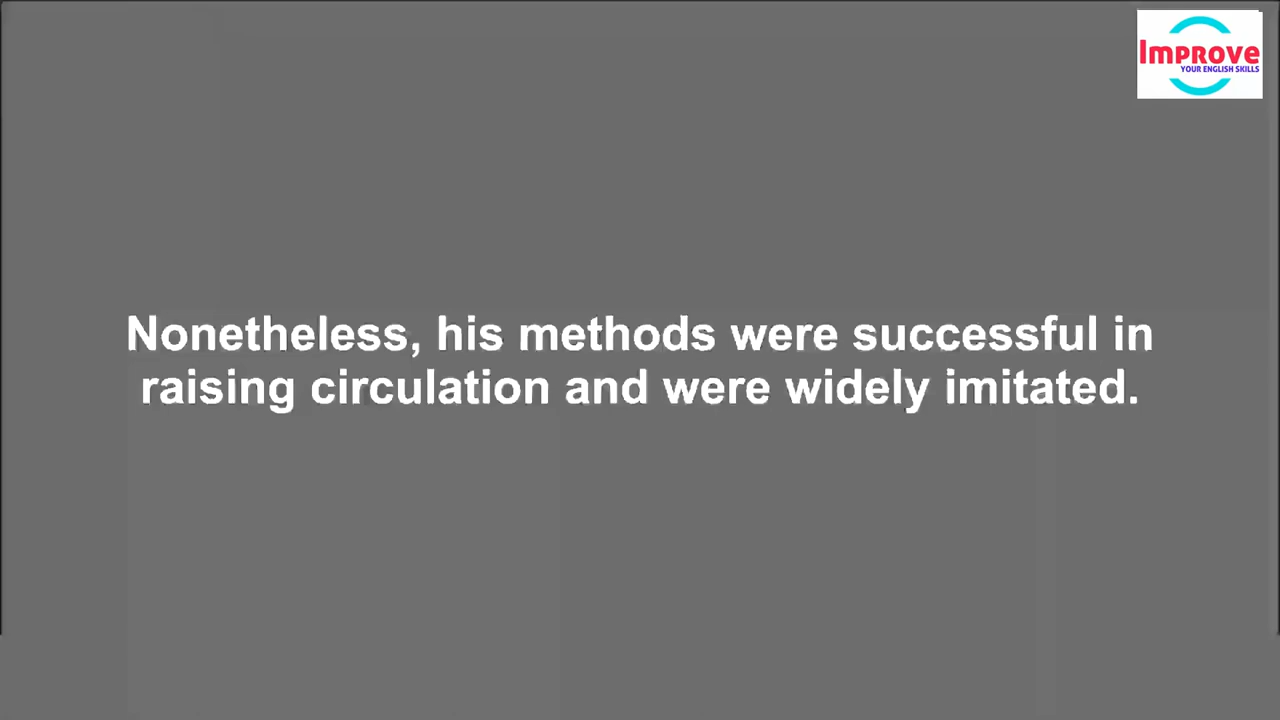 Improve
YOUR ENGLISH SKILLS
Nonetheless, his methods were successful in
raising circulation and were widely imitated.